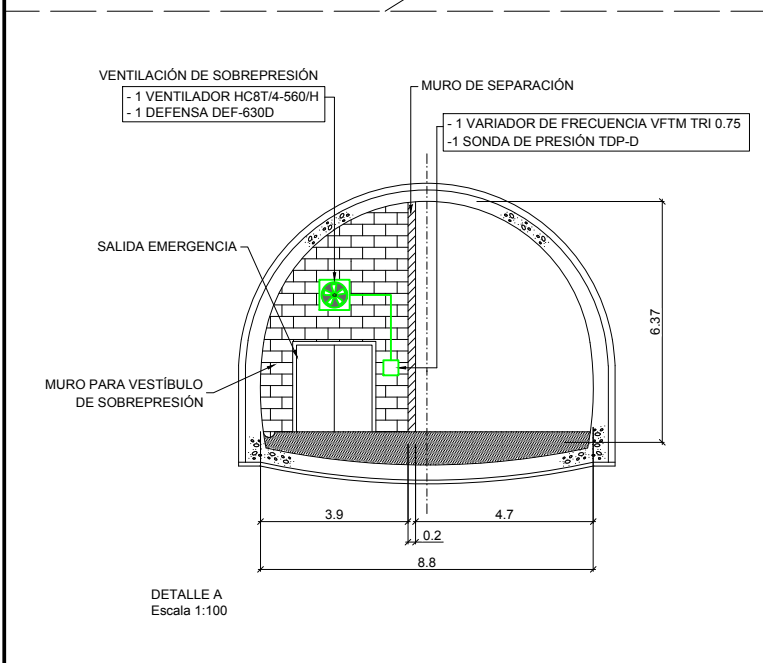 VENTILACIÓN DE SOBREPRESIÓN
- 1 VENTILADOR HC8T/4-560/H
- 1 DEFENSA DEF-630D
MURO DE SEPARACIÓN
- 1 VARIADOR DE FRECUENCIA VFTM TRI 0.75
-1 SONDA DE PRESIÓN TDP-D
SALIDA EMERGENCIA
6.37
MURO PARA VESTÍBULO
DE SOBREPRESIÓN
3.9
4.7
0.2
8.8
DETALLE A
Escala 1:100